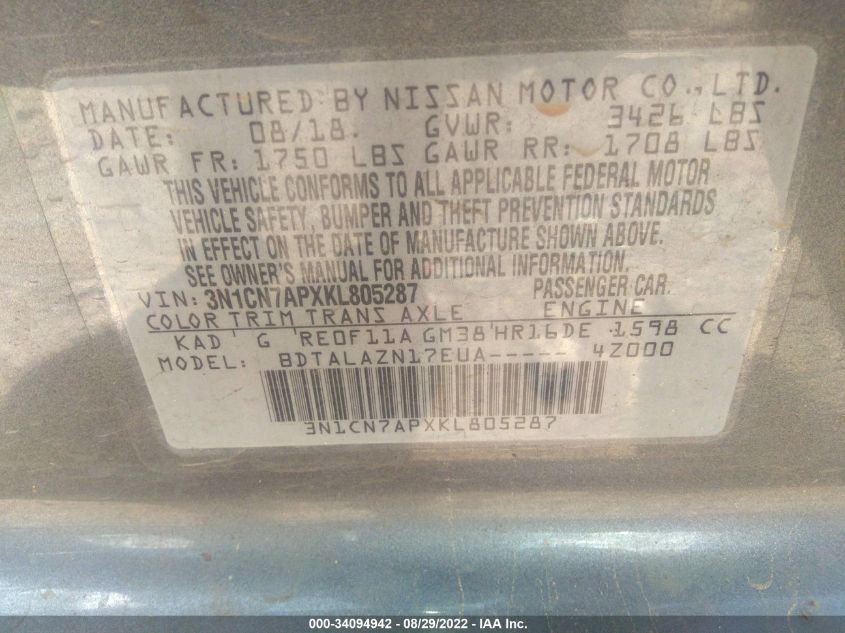 MANUFACTURED BY NISSAN MOTOR CO., LTD.
DATE: 08/18. GVWR: 3426 LBS
GAWR FR: 1750 LBS GAWR RR: 1708 LBS
THIS VEHICLE CONFORMS TO ALL APPLICABLE FEDERAL MOTOR
VEHICLE SAFETY, BUMPER AND THEFT PREVENTION STANDARDS
IN EFFECT ON THE DATE OF MANUFACTURE SHOWN ABOVE.
SEE OWNER'S MANUAL FOR ADDITIONAL INFORMATION.
VIN: 3N1CN7APXKL805287 PASSENGER CAR.
COLOR TRIM TRANS AXLE ENGINE
KAD G RE0F11A GM38 HR16DE 1598 CC
MODEL: BDTALAZN17EUA----- 4Z000
3N1CN7APXKL805287
000-34094942 - 08/29/2022 - IAA Inc.